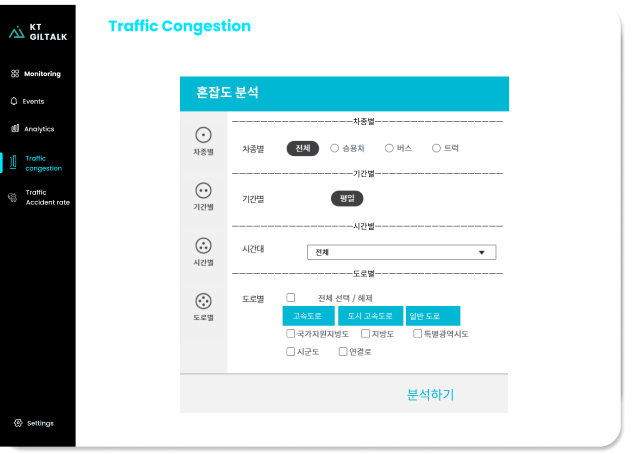 KT
GILTALK
Traffic Congestion
Monitoring
Events
Analytics
Traffic
congestion
Traffic
Accident rate
Settings
혼잡도 분석
차종별
기간별
시간별
도로별
차종별
차종별 전체 승용차 버스 트럭
기간별
기간별 평일
시간별
시간대 전체
도로별
도로별 전체 선택 / 해제
고속도로 도시 고속도로 일반 도로
국가지원지방도 지방도 특별광역시도
시군도 연결로
분석하기